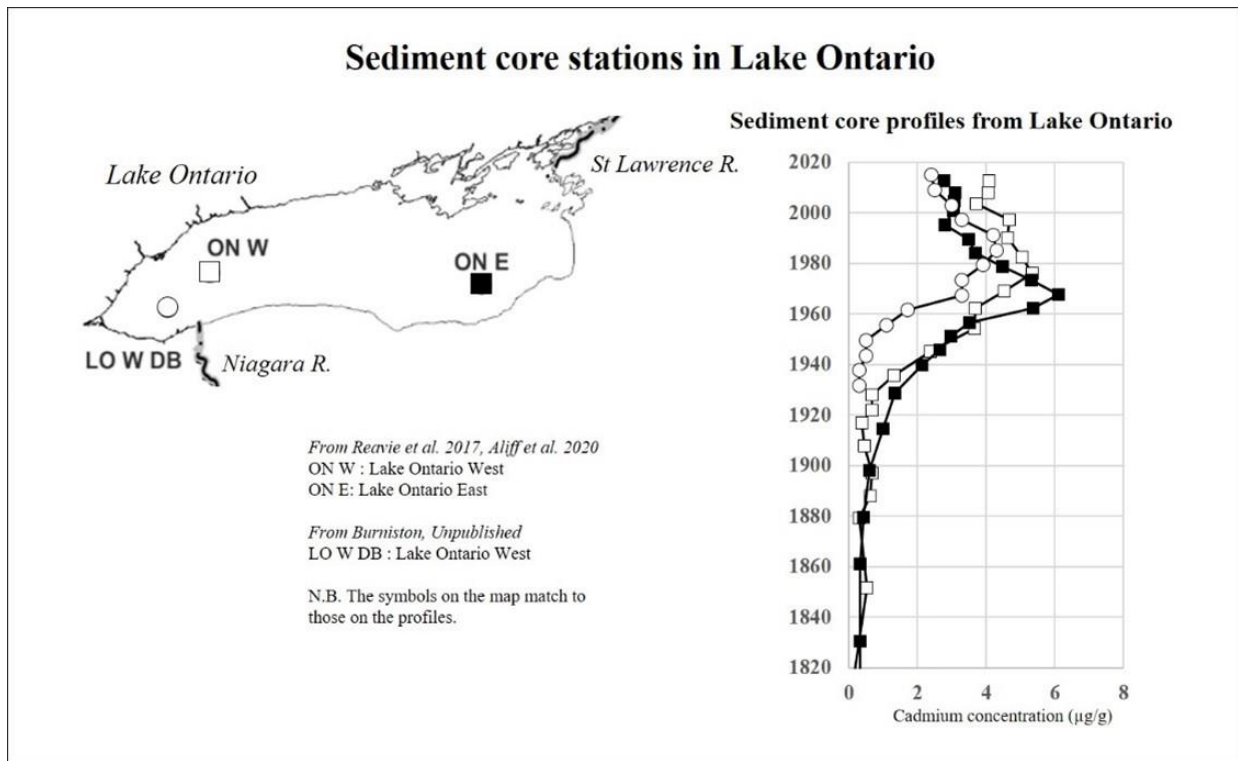 Sediment core stations in Lake Ontario
Lake Ontario
St Lawrence R.
ON W
ON E
LO W DB
Niagara R.
From Reavie et al. 2017, Aliff et al. 2020
ON W : Lake Ontario West
ON E: Lake Ontario East
From Burniston, Unpublished
LO W DB : Lake Ontario West
N.B. The symbols on the map match to
those on the profiles.
Sediment core profiles from Lake Ontario
2020
2000
1980
1960
1940
1920
1900
1880
1860
1840
1820
0 2 4 6 8
Cadmium concentration (µg/g)